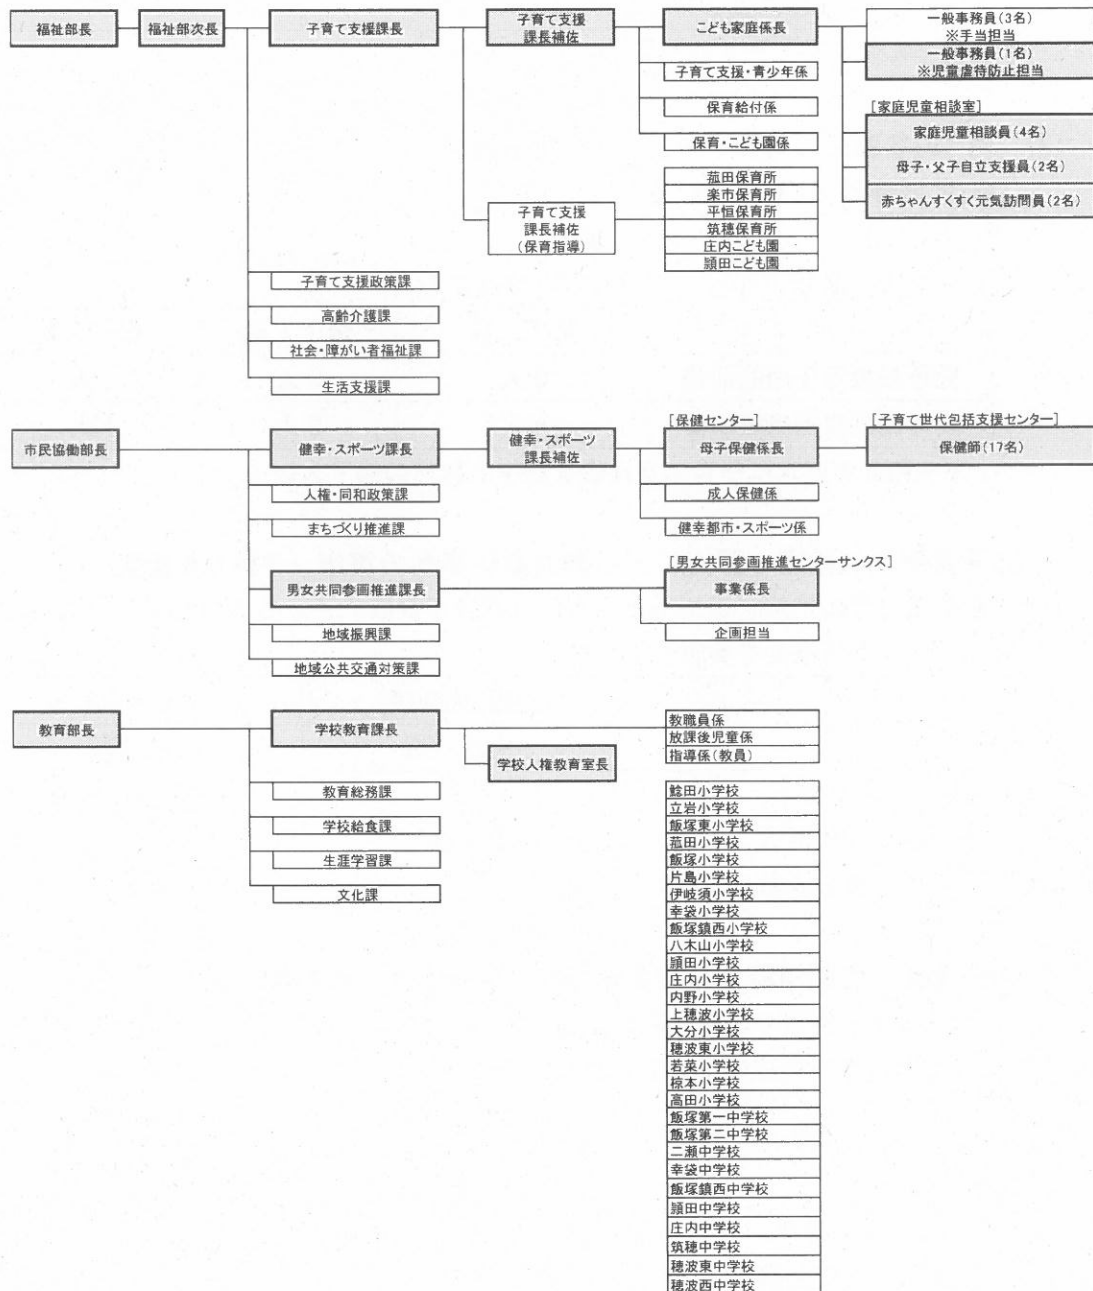 福祉部長
福祉部次長
子育て支援課長
子育て支援
課長補佐
こども家庭係長
一般事務員(3名)
※手当担当
一般事務員(1名)
※児童虐待防止担当
子育て支援・青少年係
保育給付係
保育・こども園係
[家庭児童相談室]
家庭児童相談員(4名)
母子・父子自立支援員(2名)
赤ちゃんすくすく元気訪問員(2名)
子育て支援
課長補佐
(保育指導)
菰田保育所
楽市保育所
平恒保育所
筑穂保育所
庄内こども園
頴田こども園
子育て支援政策課
高齢介護課
社会・障がい者福祉課
生活支援課
市民協働部長
健幸・スポーツ課長
健幸・スポーツ
課長補佐
[保健センター]
母子保健係長
[子育て世代包括支援センター]
保健師(17名)
人権・同和政策課
まちづくり推進課
成人保健係
健幸都市・スポーツ係
男女共同参画推進課長
[男女共同参画推進センターサンクス]
事業係長
企画担当
地域振興課
地域公共交通対策課
教育部長
学校教育課長
学校人権教育室長
教職員係
放課後児童係
指導係(教員)
教育総務課
学校給食課
生涯学習課
文化課
鯰田小学校
立岩小学校
飯塚東小学校
菰田小学校
飯塚小学校
片島小学校
伊岐須小学校
幸袋小学校
飯塚鎮西小学校
八木山小学校
頴田小学校
庄内小学校
内野小学校
上穂波小学校
大分小学校
穂波東小学校
若菜小学校
椋本小学校
高田小学校
飯塚第一中学校
飯塚第二中学校
二瀬中学校
幸袋中学校
飯塚鎮西中学校
頴田中学校
庄内中学校
筑穂中学校
穂波東中学校
穂波西中学校